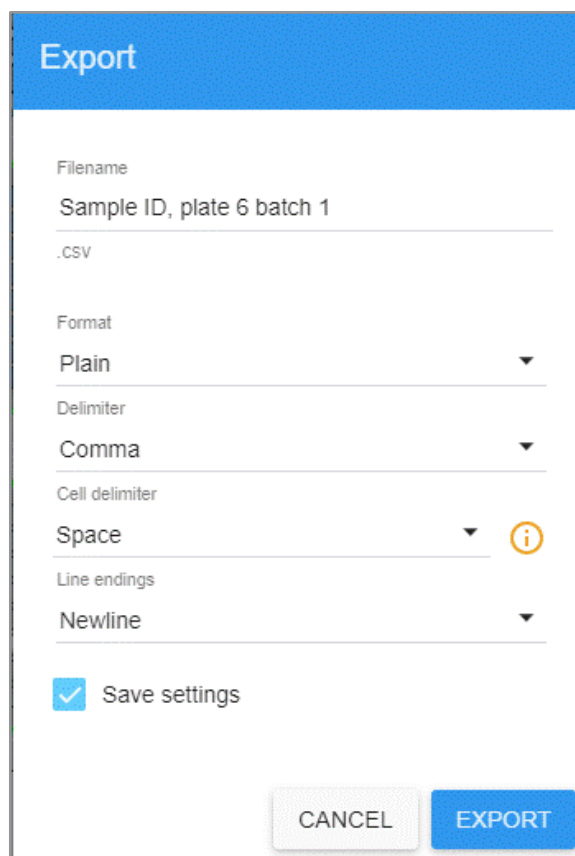 Export
Filename
Sample ID, plate 6 batch 1
.csv
Format
Plain
Delimiter
Comma
Cell delimiter
Space
Line endings
Newline
Save settings
CANCEL EXPORT